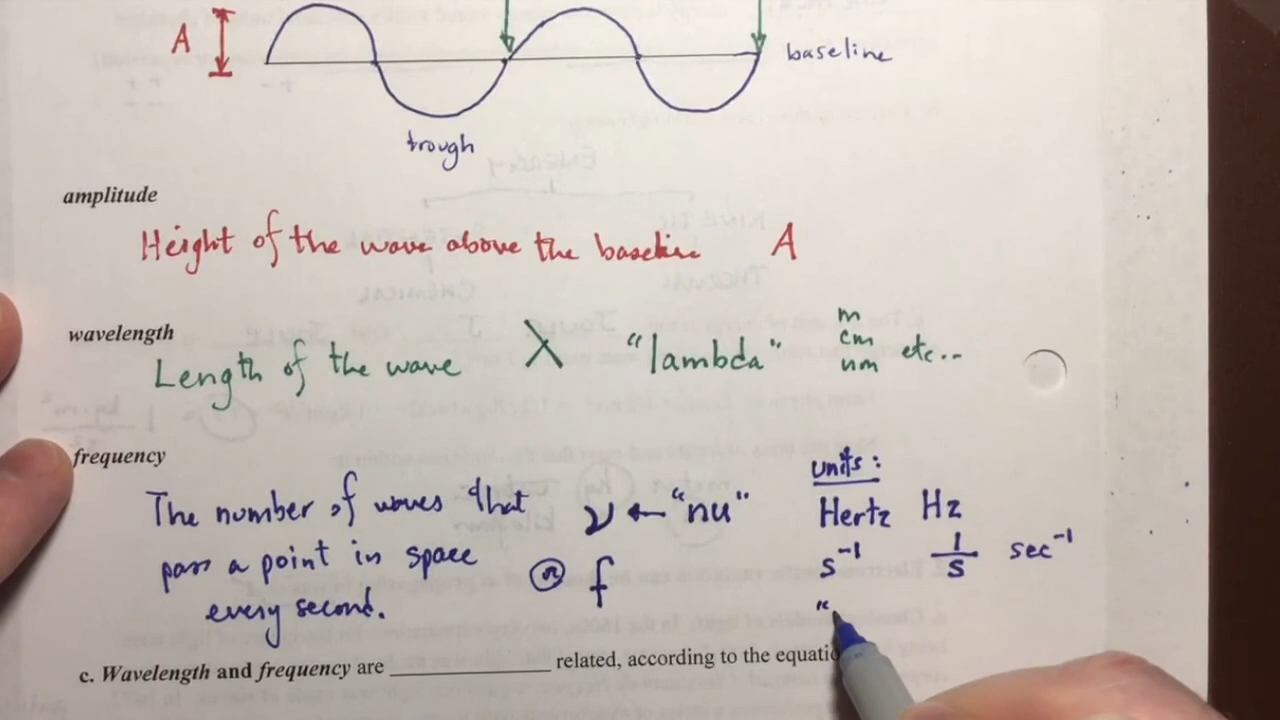 A
baseline
trough
amplitude
Height of the wave above the baseline A
wavelength
Length of the wave λ "lambda" m cm nm etc..
frequency
units:
The number of waves that ν ← "nu" Hertz Hz
pass a point in space or f s⁻¹ 1/s sec⁻¹
every second. "
c. Wavelength and frequency are ____________ related, according to the equatio